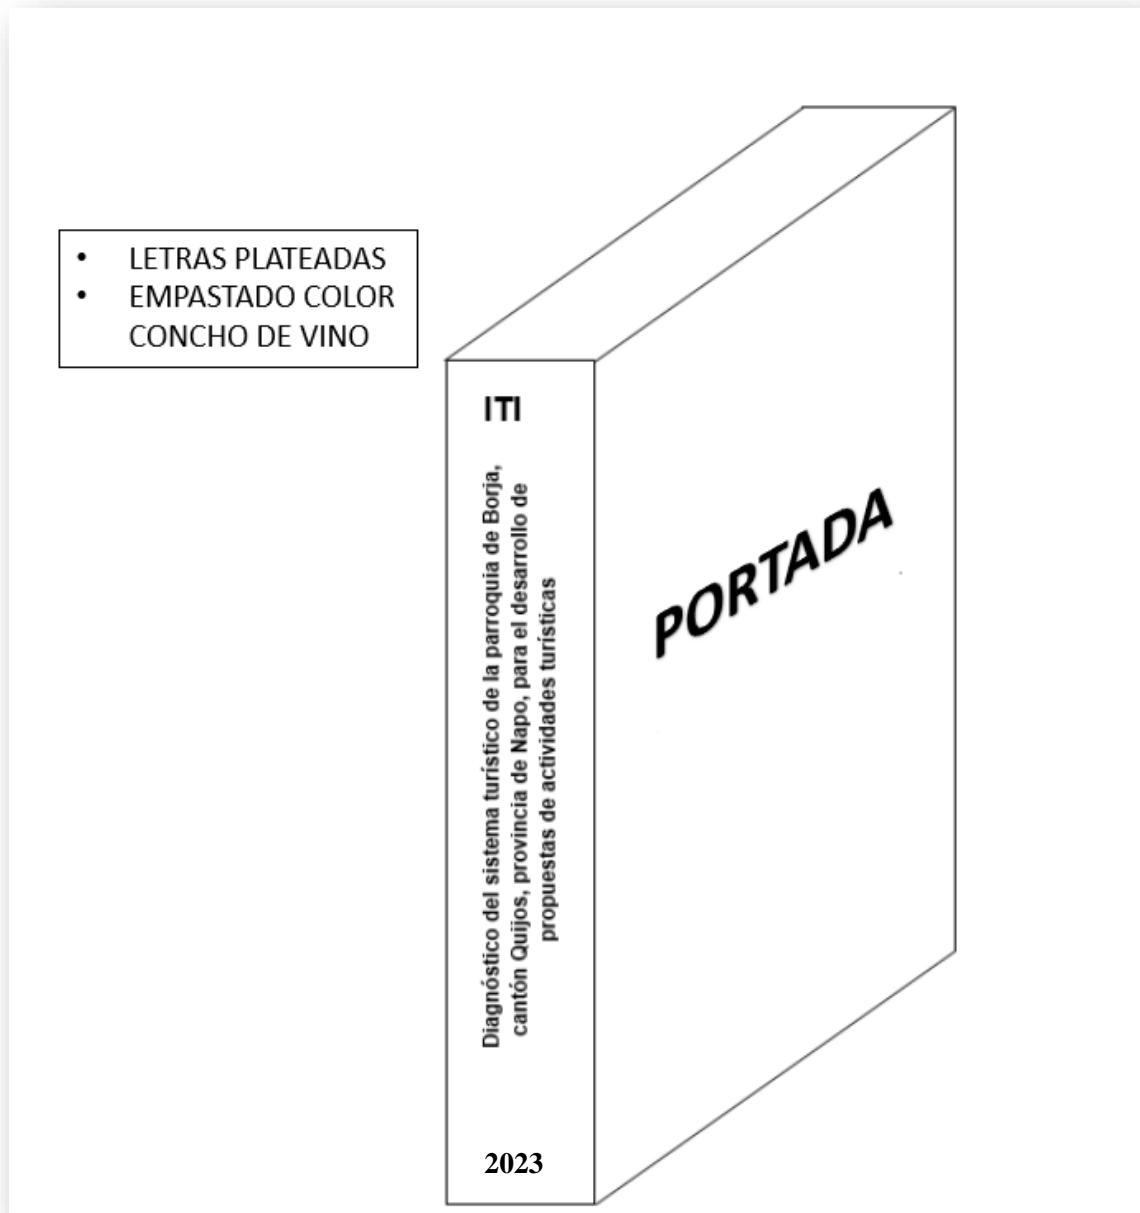 • LETRAS PLATEADAS
• EMPASTADO COLOR
CONCHO DE VINO
ITI
Diagnóstico del sistema turístico de la parroquia de Borja,
cantón Quijos, provincia de Napo, para el desarrollo de
propuestas de actividades turísticas
2023
PORTADA